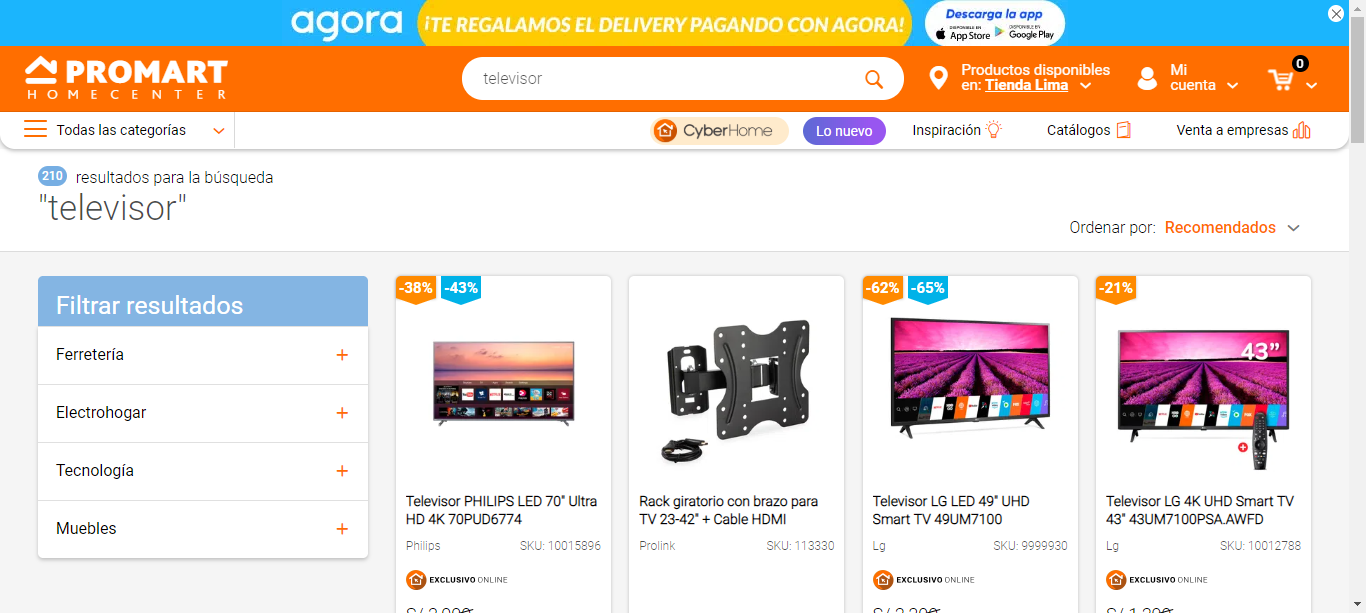 agora
¡TE REGALAMOS EL DELIVERY PAGANDO CON AGORA!
Descarga la app
DISPONIBLE EN App Store
DISPONIBLE EN Google Play
PROMART
HOMECENTER
televisor
Productos disponibles
en: Tienda Lima
Mi
cuenta
0
Todas las categorías
CyberHome
Lo nuevo
Inspiración
Catálogos
Venta a empresas
210 resultados para la búsqueda
"televisor"
Ordenar por: Recomendados
Filtrar resultados
Ferretería +
Electrohogar +
Tecnología +
Muebles +
-38% -43%
Televisor PHILIPS LED 70" Ultra
HD 4K 70PUD6774
Philips SKU: 10015896
EXCLUSIVO ONLINE
Rack giratorio con brazo para
TV 23-42" + Cable HDMI
Prolink SKU: 113330
-62% -65%
Televisor LG LED 49" UHD
Smart TV 49UM7100
Lg SKU: 9999930
EXCLUSIVO ONLINE
-21%
43”
Televisor LG 4K UHD Smart TV
43" 43UM7100PSA.AWFD
Lg SKU: 10012788
EXCLUSIVO ONLINE